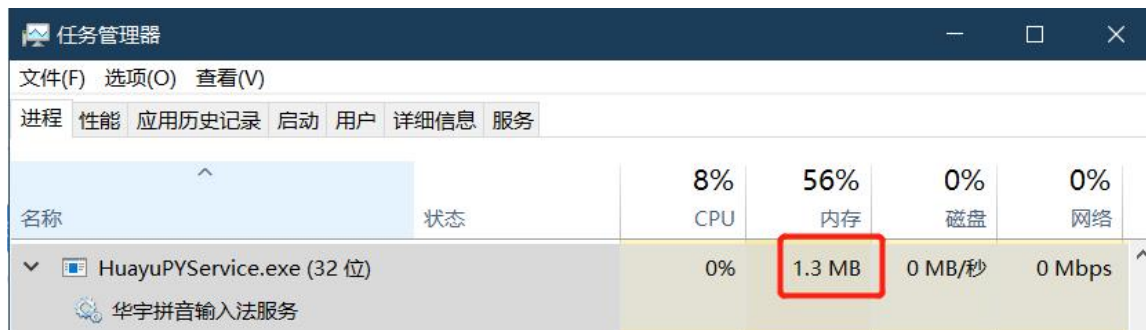 任务管理器
文件(F) 选项(O) 查看(V)
进程 性能 应用历史记录 启动 用户 详细信息 服务
8% 56% 0% 0%
名称 状态 CPU 内存 磁盘 网络
HuayuPYService.exe (32 位) 0% 1.3 MB 0 MB/秒 0 Mbps
华宇拼音输入法服务